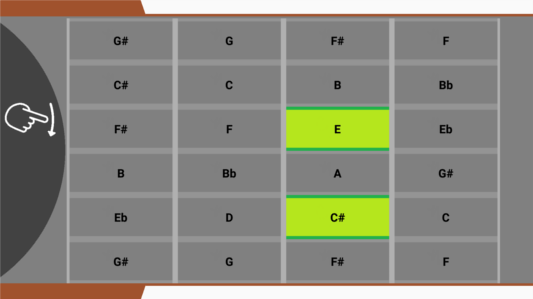 G# G F# F
C# C B Bb
F# F E Eb
B Bb A G#
Eb D C# C
G# G F# F